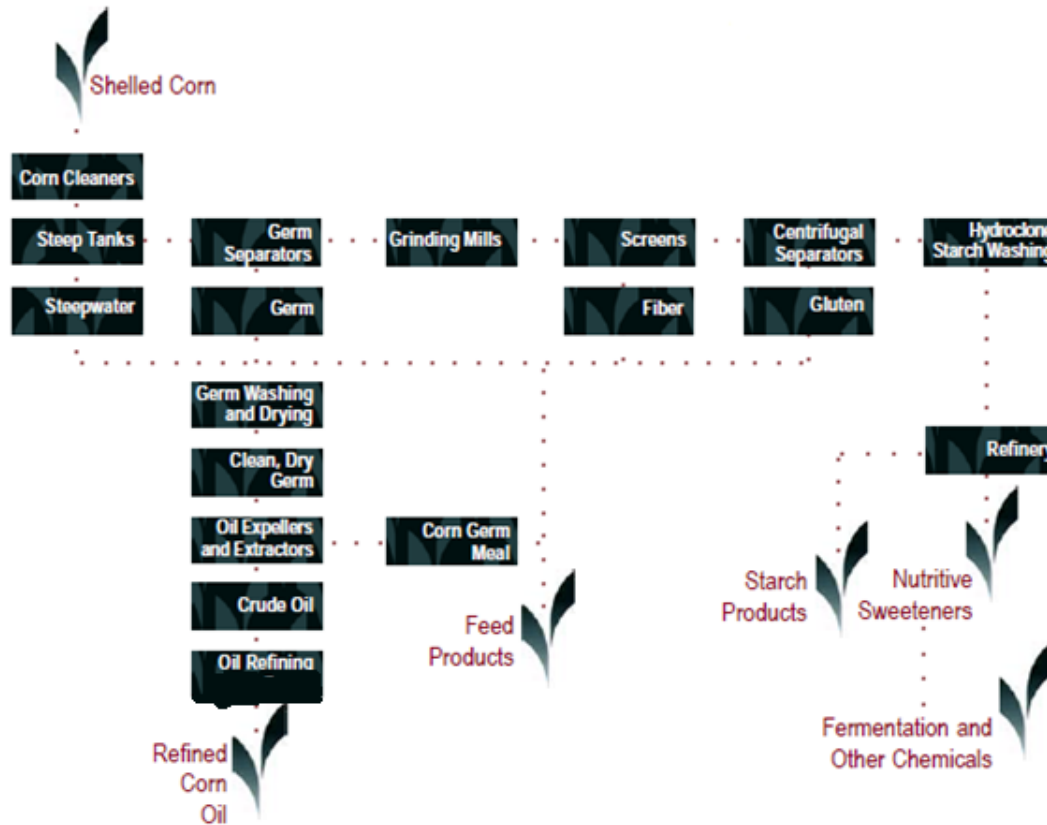 Shelled Corn
Corn Cleaners
Steep Tanks
Germ
Separators
Grinding Mills
Screens
Centrifugal
Separators
Hydroclone
Starch Washing
Steepwater
Germ
Fiber
Gluten
Germ Washing
and Drying
Clean, Dry
Germ
Refinery
Oil Expellers
and Extractors
Corn Germ
Meal
Crude Oil
Feed
Products
Starch
Products
Nutritive
Sweeteners
Oil Refining
Fermentation and
Other Chemicals
Refined
Corn
Oil